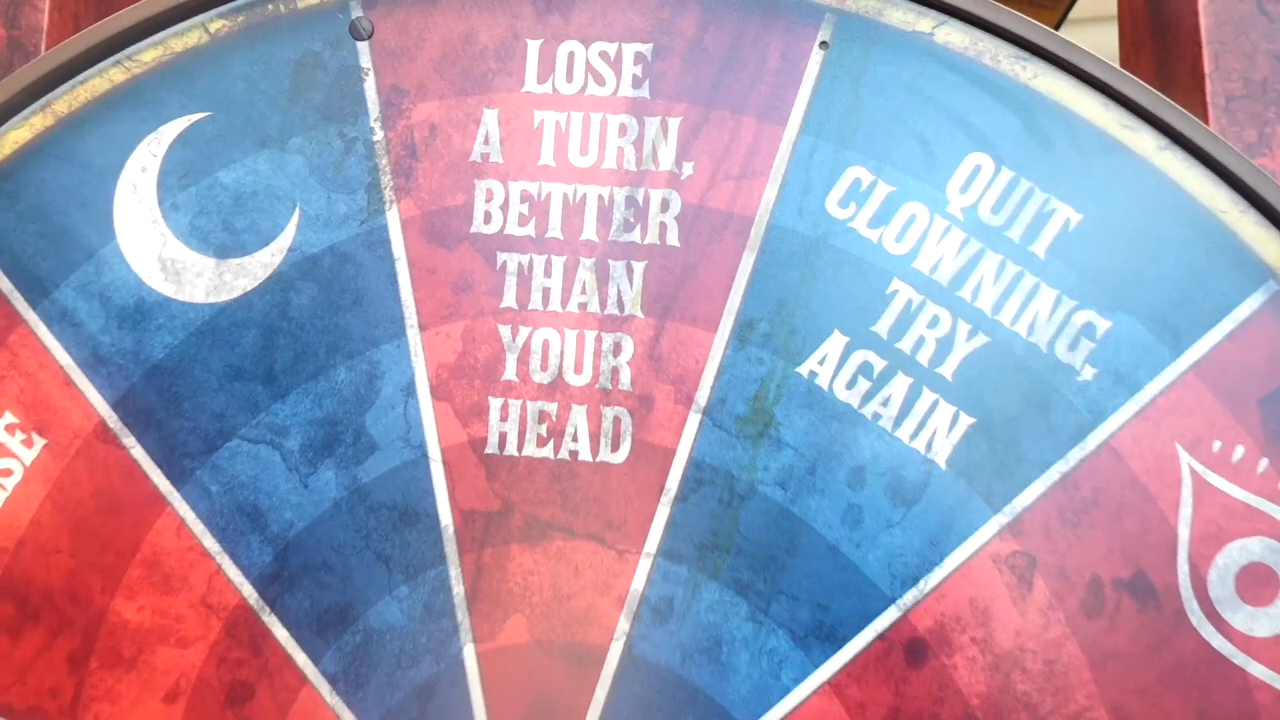 LOSE
A TURN,
BETTER
THAN
YOUR
HEAD
QUIT
CLOWNING,
TRY
AGAIN